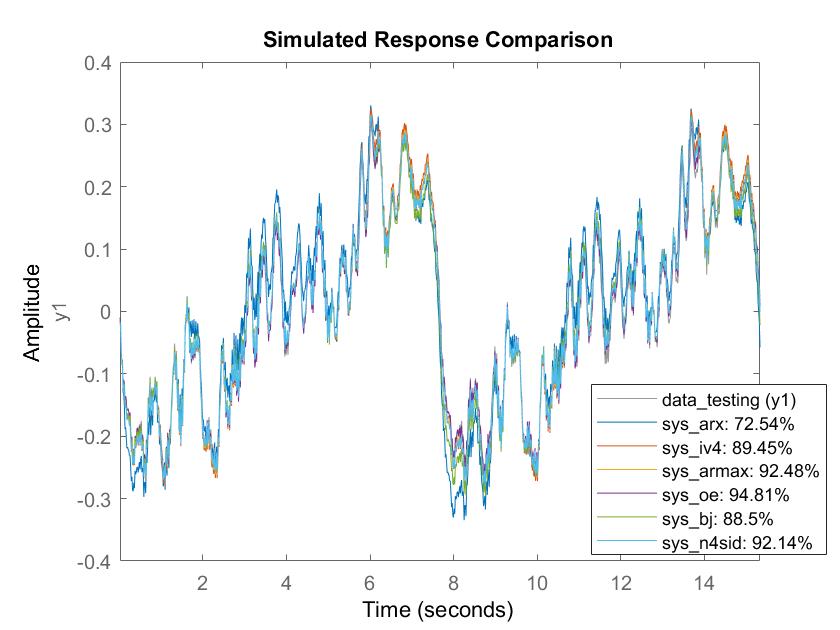 Simulated Response Comparison
0.4
0.3
0.2
0.1
0
-0.1
-0.2
-0.3
-0.4
Amplitude
y1
2 4 6 8 10 12 14
Time (seconds)
data_testing (y1)
sys_arx: 72.54%
sys_iv4: 89.45%
sys_armax: 92.48%
sys_oe: 94.81%
sys_bj: 88.5%
sys_n4sid: 92.14%